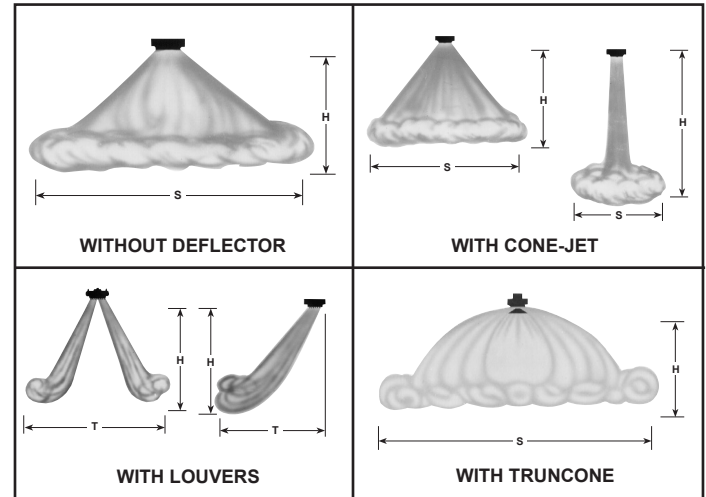 H
S
WITHOUT DEFLECTOR
H
S
H
S
WITH CONE-JET
H
T
H
T
WITH LOUVERS
H
S
WITH TRUNCONE